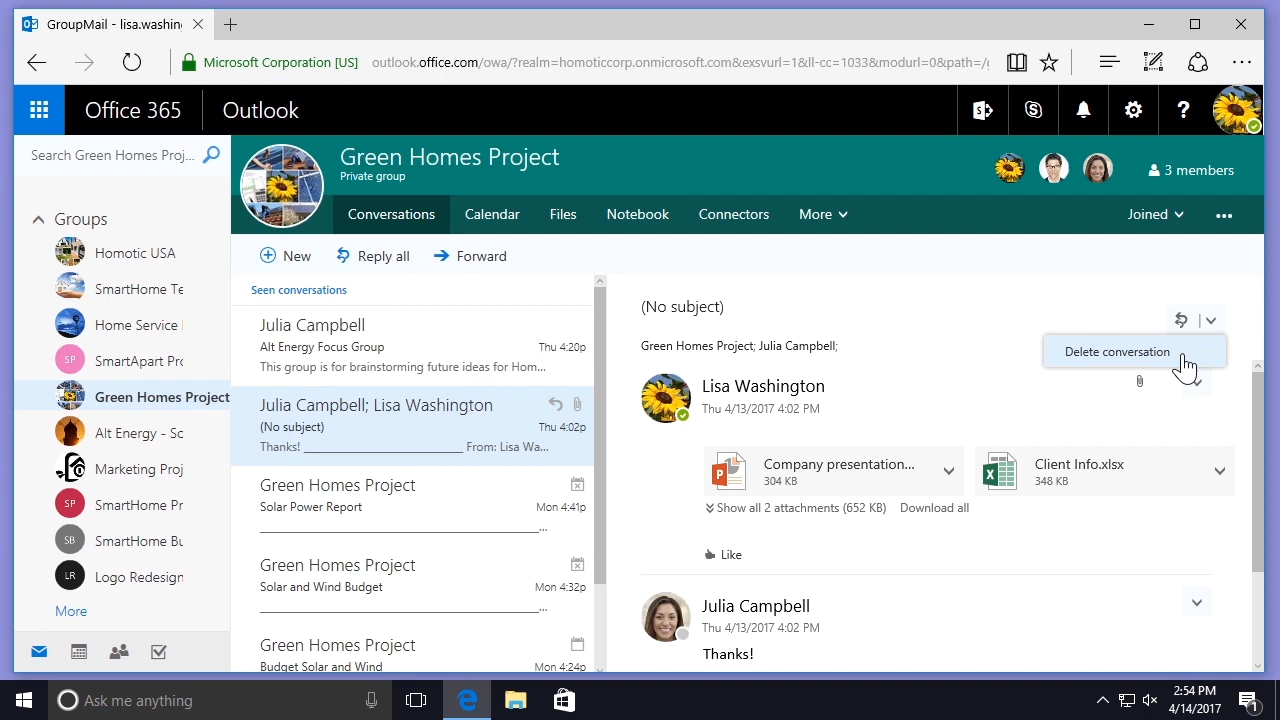 GroupMail - lisa.washin
Microsoft Corporation [US]
outlook.office.com/owa/?realm=homoticcorp.onmicrosoft.com&exsvurl=1&ll-cc=1033&modurl=0&path=/g
Office 365
Outlook
Search Green Homes Proj...
Green Homes Project
Private group
3 members
Conversations
Calendar
Files
Notebook
Connectors
More
Joined
Groups
Homotic USA
SmartHome Te
Home Service
SP
SmartApart Pro
Green Homes Project
Alt Energy - Sc
Marketing Proj
SP
SmartHome Pr
SB
SmartHome Bu
LR
Logo Redesign
More
New
Reply all
Forward
Seen conversations
Julia Campbell
Alt Energy Focus Group
Thu 4:20p
This group is for brainstorming future ideas for Hom...
Julia Campbell; Lisa Washington
(No subject)
Thu 4:02p
Thanks! ________________________ From: Lisa Wa...
Green Homes Project
Solar Power Report
Mon 4:41p
Green Homes Project
Solar and Wind Budget
Mon 4:32p
Green Homes Project
Budget Solar and Wind
Mon 4:24p
(No subject)
Green Homes Project; Julia Campbell;
Delete conversation
Lisa Washington
Thu 4/13/2017 4:02 PM
Company presentation...
304 KB
Client Info.xlsx
348 KB
Show all 2 attachments (652 KB)
Download all
Like
Julia Campbell
Thu 4/13/2017 4:02 PM
Thanks!
Ask me anything
2:54 PM
4/14/2017
1